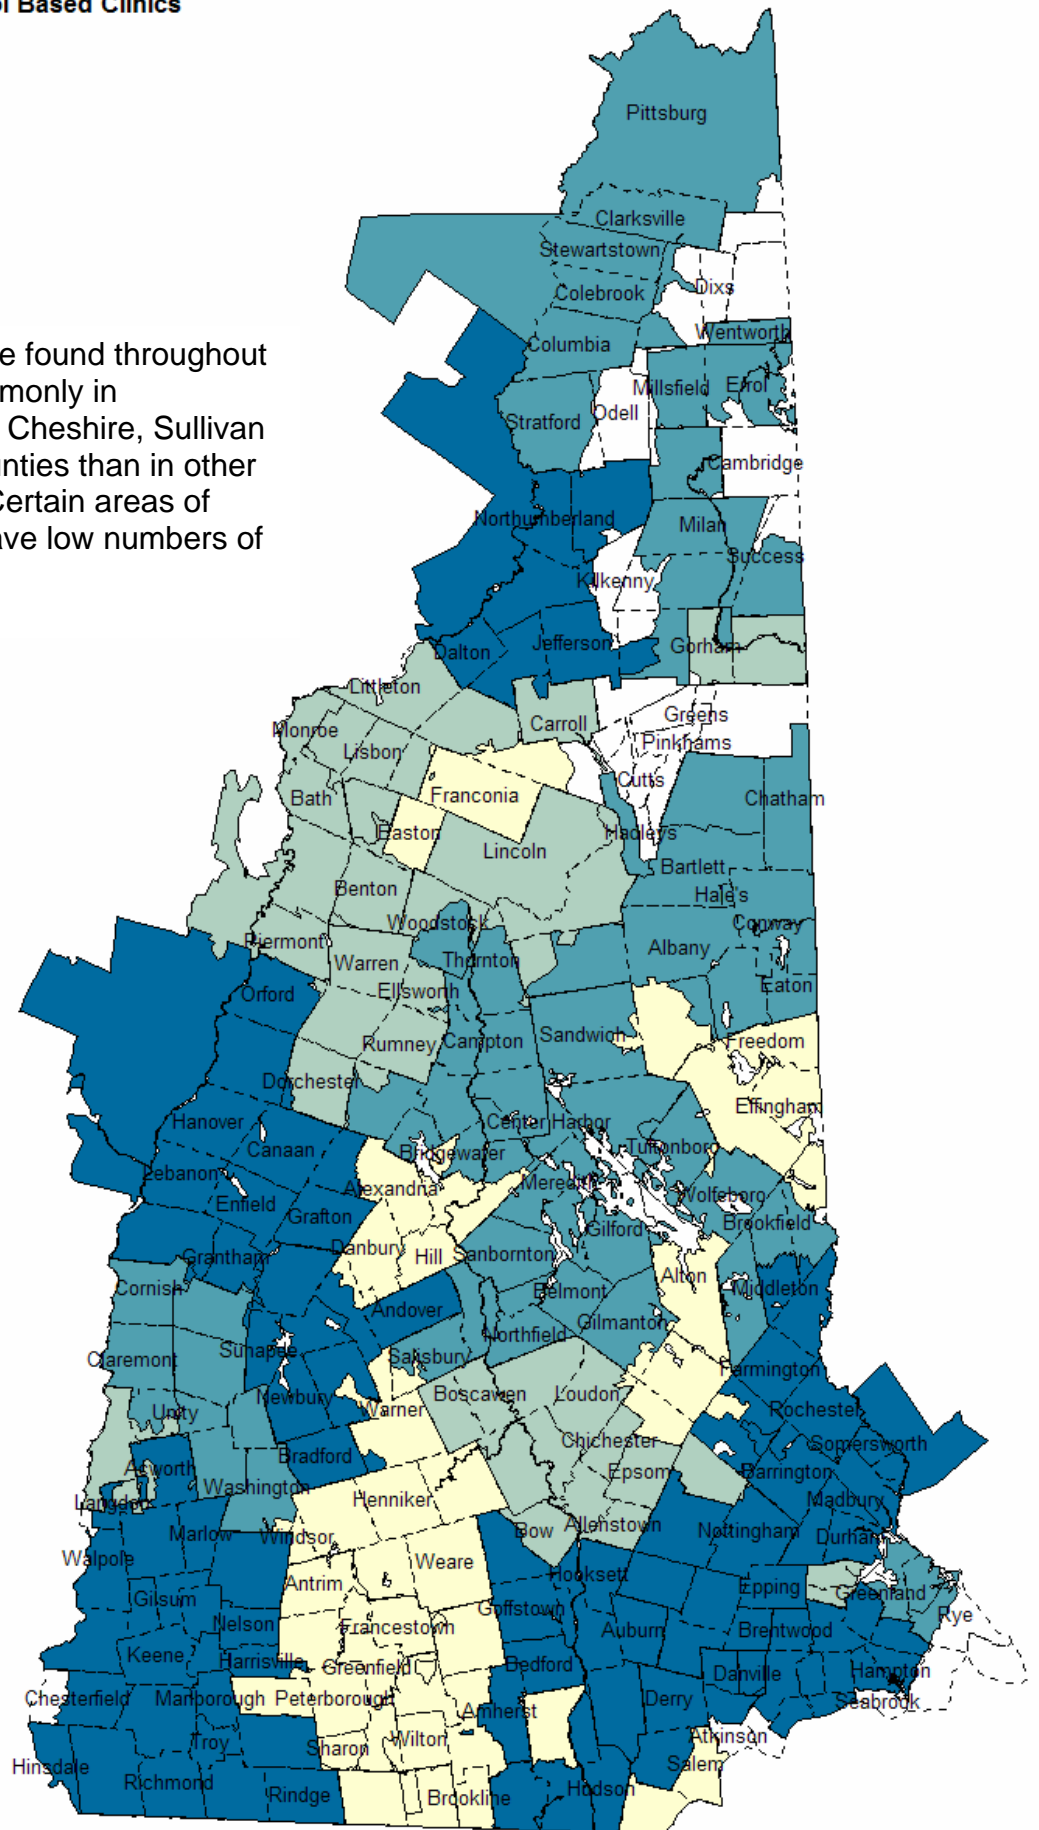 ol Based Clinics
Pittsburg
Clarksville
Stewartstown
Dixs
Colebrook
Wentworth
e found throughout
Columbia
monly in
Millsfield Errol
Cheshire, Sullivan
Stratford Odell
unties than in other
Cambridge
Certain areas of
Northumberland Milan
ave low numbers of
Success
Kilkenny
Jefferson Gorham
Dalton
Littleton
Greens
Monroe Carroll
Pinkhams
Lisbon
Cutts
Bath Franconia Chatham
Easton Hadleys
Lincoln
Bartlett
Benton Hale's
Woodstock Conway
Piermont Albany
Warren Thornton
Orford Ellsworth Eaton
Rumney Campton Sandwich Freedom
Dorchester
Hanover Center Harbor Effingham
Canaan Bridgewater Tuftonboro
Lebanon Alexandria Meredith
Enfield Wolfeboro
Grafton Gilford Brookfield
Grantham Danbury Hill Sanbornton
Cornish Belmont Alton Middleton
Andover
Northfield Gilmanton
Claremont Sunapee Salisbury
Newbury Boscawen Loudon Farmington
Unity Warner Rochester
Chichester
Bradford Somersworth
Acworth Epsom Barrington
Langdon Washington Henniker Madbury
Marlow Windsor Bow Allenstown Nottingham Durham
Walpole Weare
Antrim Hooksett Epping
Gilsum Goffstown Greenland
Nelson Francestown Auburn Brentwood Rye
Keene Harrisville Greenfield Bedford
Danville Hampton
Chesterfield Marlborough Peterborough Derry Seabrook
Amherst
Troy Sharon Wilton Atkinson
Hinsdale Salem
Richmond Rindge Brookline Hudson